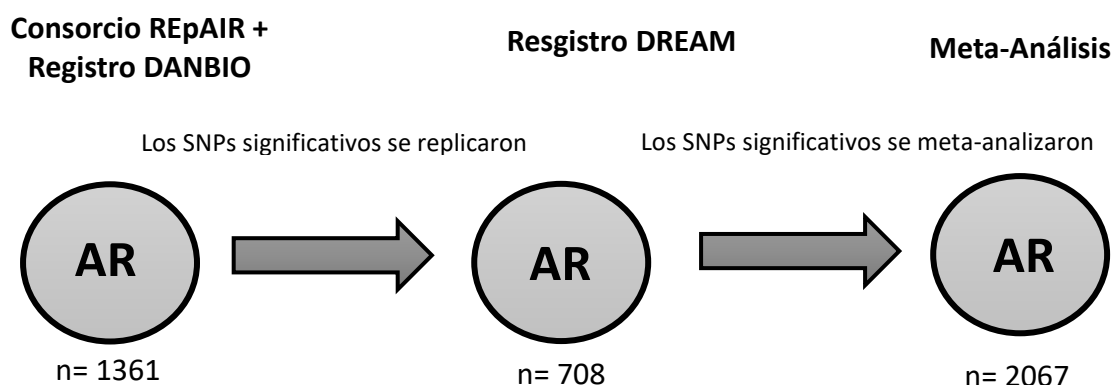 Consorcio REpAIR +
Registro DANBIO
Resgistro DREAM
Meta-Análisis
Los SNPs significativos se replicaron
Los SNPs significativos se meta-analizaron
AR
AR
AR
n= 1361
n= 708
n= 2067